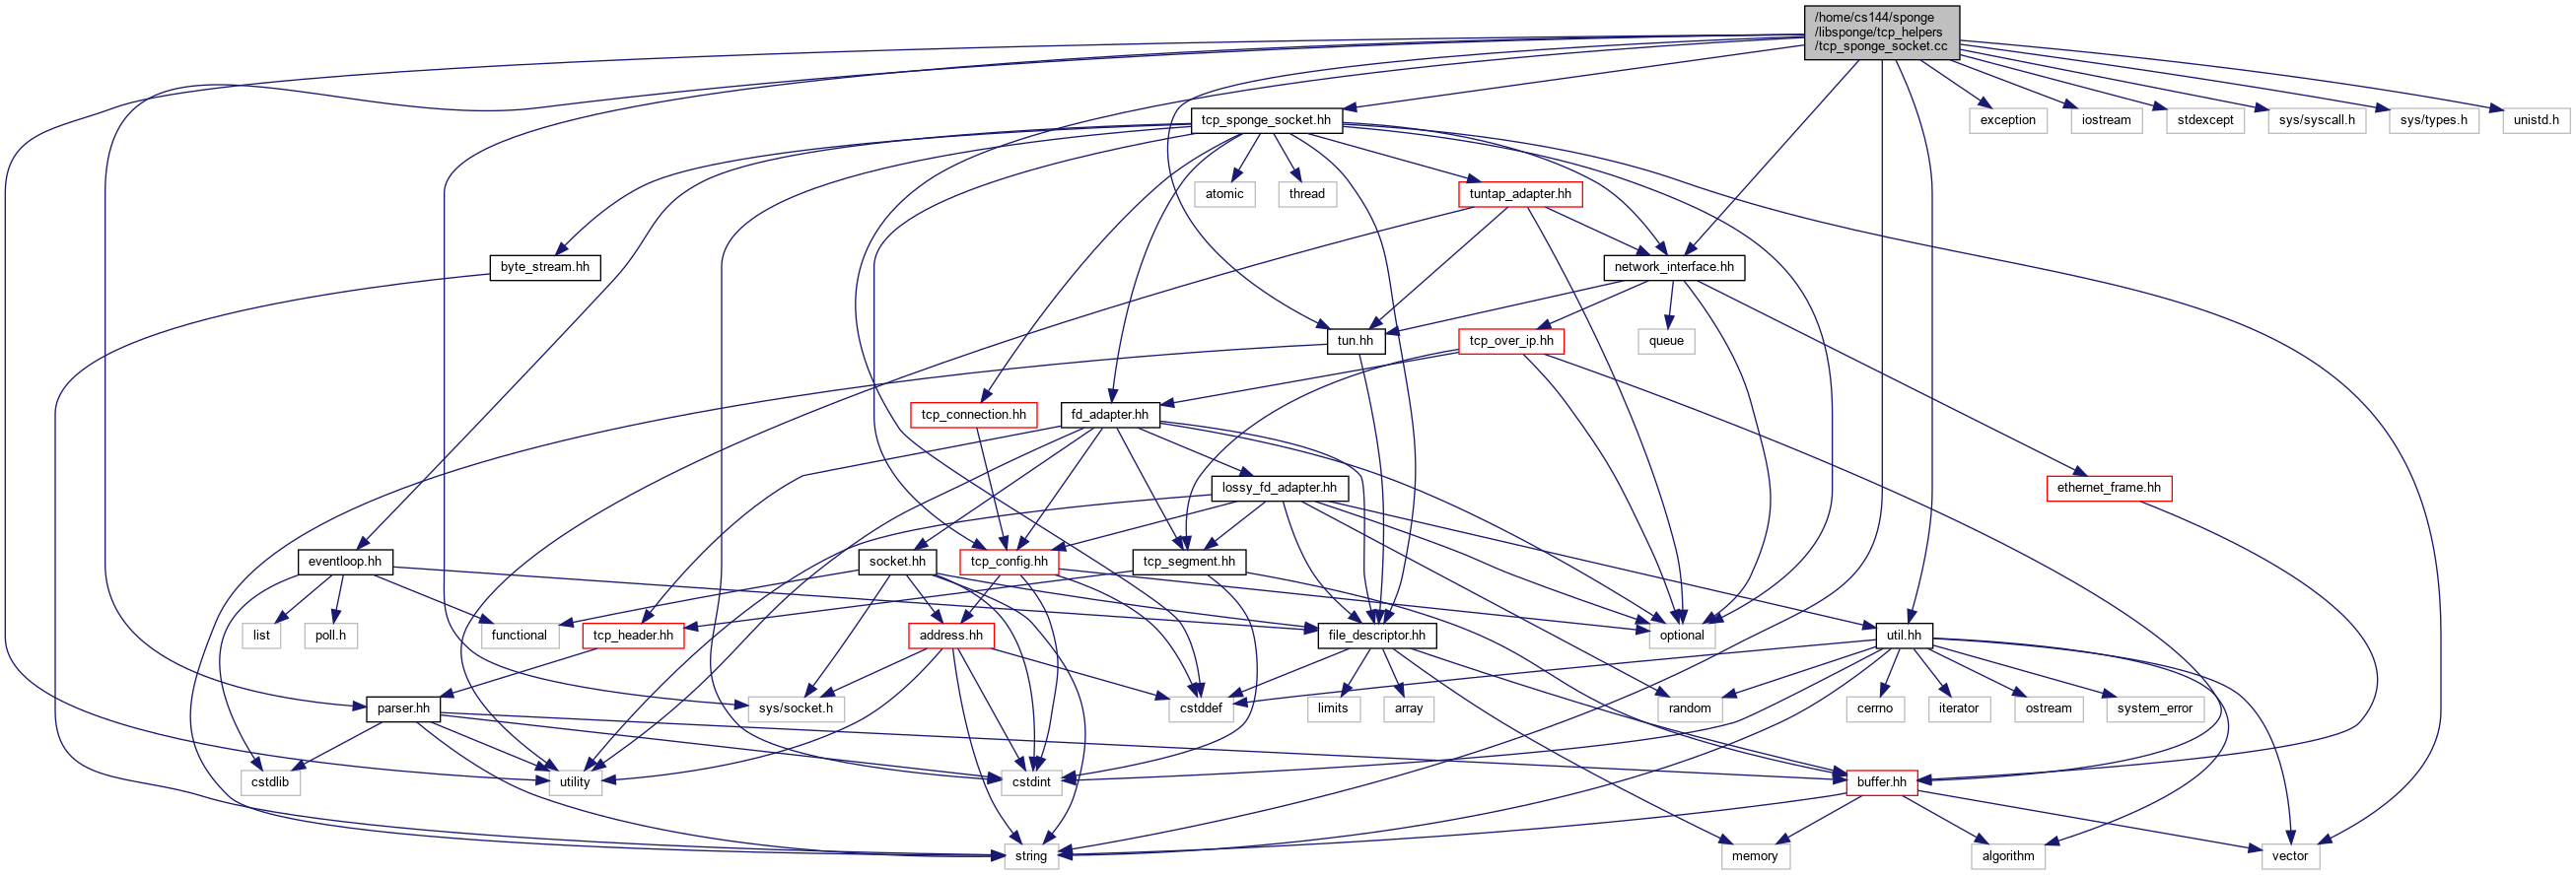 /home/cs144/sponge
/libsponge/tcp_helpers
/tcp_sponge_socket.cc
tcp_sponge_socket.hh
exception
iostream
stdexcept
sys/syscall.h
sys/types.h
unistd.h
atomic
thread
tuntap_adapter.hh
byte_stream.hh
network_interface.hh
tun.hh
tcp_over_ip.hh
queue
tcp_connection.hh
fd_adapter.hh
lossy_fd_adapter.hh
ethernet_frame.hh
eventloop.hh
socket.hh
tcp_config.hh
tcp_segment.hh
list
poll.h
functional
tcp_header.hh
address.hh
file_descriptor.hh
optional
util.hh
parser.hh
sys/socket.h
cstddef
limits
array
random
cerrno
iterator
ostream
system_error
cstdlib
utility
cstdint
buffer.hh
string
memory
algorithm
vector